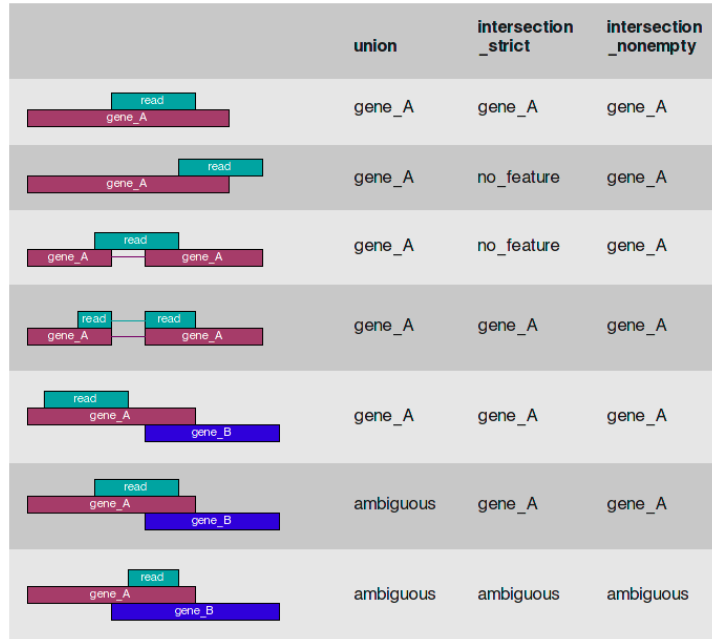 union intersection _strict intersection _nonempty
read
gene_A
gene_A gene_A gene_A
read
gene_A
gene_A no_feature gene_A
read
gene_A gene_A
gene_A no_feature gene_A
read read
gene_A gene_A
gene_A gene_A gene_A
read
gene_A
gene_B
gene_A gene_A gene_A
read
gene_A
gene_B
ambiguous gene_A gene_A
read
gene_A
gene_B
ambiguous ambiguous ambiguous